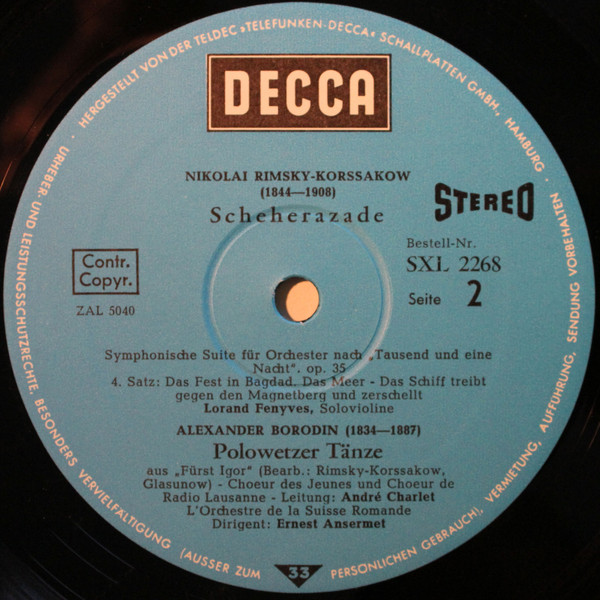 HERGESTELLT VON DER TELDEC »TELEFUNKEN-DECCA« SCHALLPLATTEN GMBH., HAMBURG ·
URHEBER- UND LEISTUNGSSCHUTZRECHTE, BESONDERS VERVIELFÄLTIGUNG (AUSSER ZUM PERSÖNLICHEN GEBRAUCH), VERMIETUNG, AUFFÜHRUNG, SENDUNG VORBEHALTEN ·
DECCA
NIKOLAI RIMSKY-KORSSAKOW
(1844—1908)
Scheherazade
STEREO
Contr.
Copyr.
ZAL 5040
Bestell-Nr.
SXL 2268
Seite 2
Symphonische Suite für Orchester nach „Tausend und eine
Nacht“. op. 35
4. Satz: Das Fest in Bagdad. Das Meer - Das Schiff treibt
gegen den Magnetberg und zerschellt
Lorand Fenyves, Solovioline
ALEXANDER BORODIN (1834—1887)
Polowetzer Tänze
aus „Fürst Igor“ (Bearb.: Rimsky-Korssakow,
Glasunow) - Choeur des Jeunes und Choeur de
Radio Lausanne - Leitung: André Charlet
L'Orchestre de la Suisse Romande
Dirigent: Ernest Ansermet
33